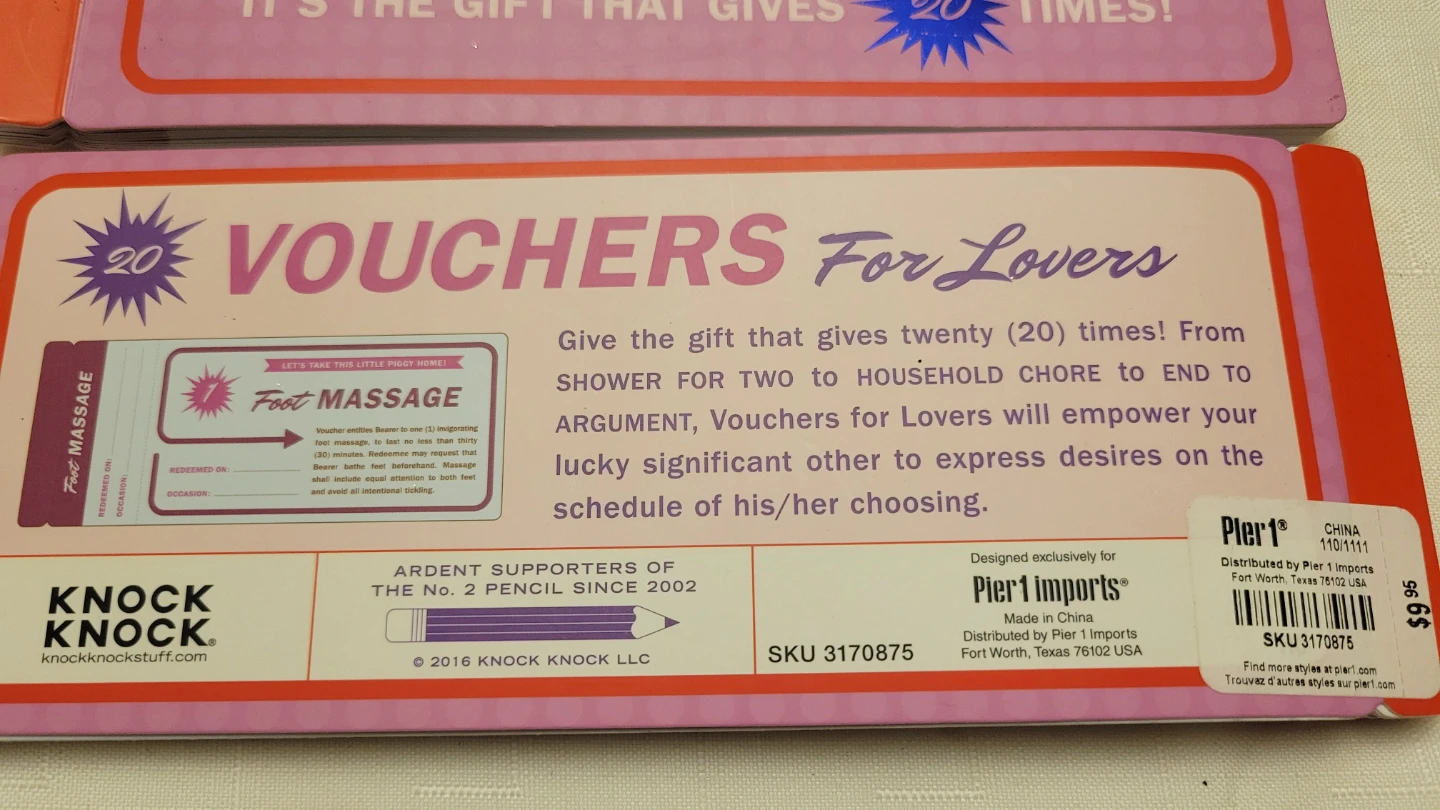 IT'S THE GIFT THAT GIVES 20 TIMES!
20 VOUCHERS For Lovers
Give the gift that gives twenty (20) times! From
SHOWER FOR TWO to HOUSEHOLD CHORE to END TO
ARGUMENT, Vouchers for Lovers will empower your
lucky significant other to express desires on the
schedule of his/her choosing.
Foot MASSAGE
REDEEMED ON:
OCCASION:
LET'S TAKE THIS LITTLE PIGGY HOME!
1 Foot MASSAGE
Voucher entitles Bearer to one (1) invigorating
foot massage, to last no less than thirty
(30) minutes. Redeemee may request that
Bearer bathe feet beforehand. Massage
shall include equal attention to both feet
and avoid all intentional tickling.
REDEEMED ON:
OCCASION:
KNOCK
KNOCK®
knockknockstuff.com
ARDENT SUPPORTERS OF
THE No. 2 PENCIL SINCE 2002
© 2016 KNOCK KNOCK LLC
SKU 3170875
Designed exclusively for
Pier1 imports®
Made in China
Distributed by Pier 1 Imports
Fort Worth, Texas 76102 USA
Pier1®
CHINA
110/1111
Distributed by Pier 1 Imports
Fort Worth, Texas 76102 USA
SKU 3170875
$9.95
Find more styles at pier1.com
Trouvaz d'autres styles sur pier1.com